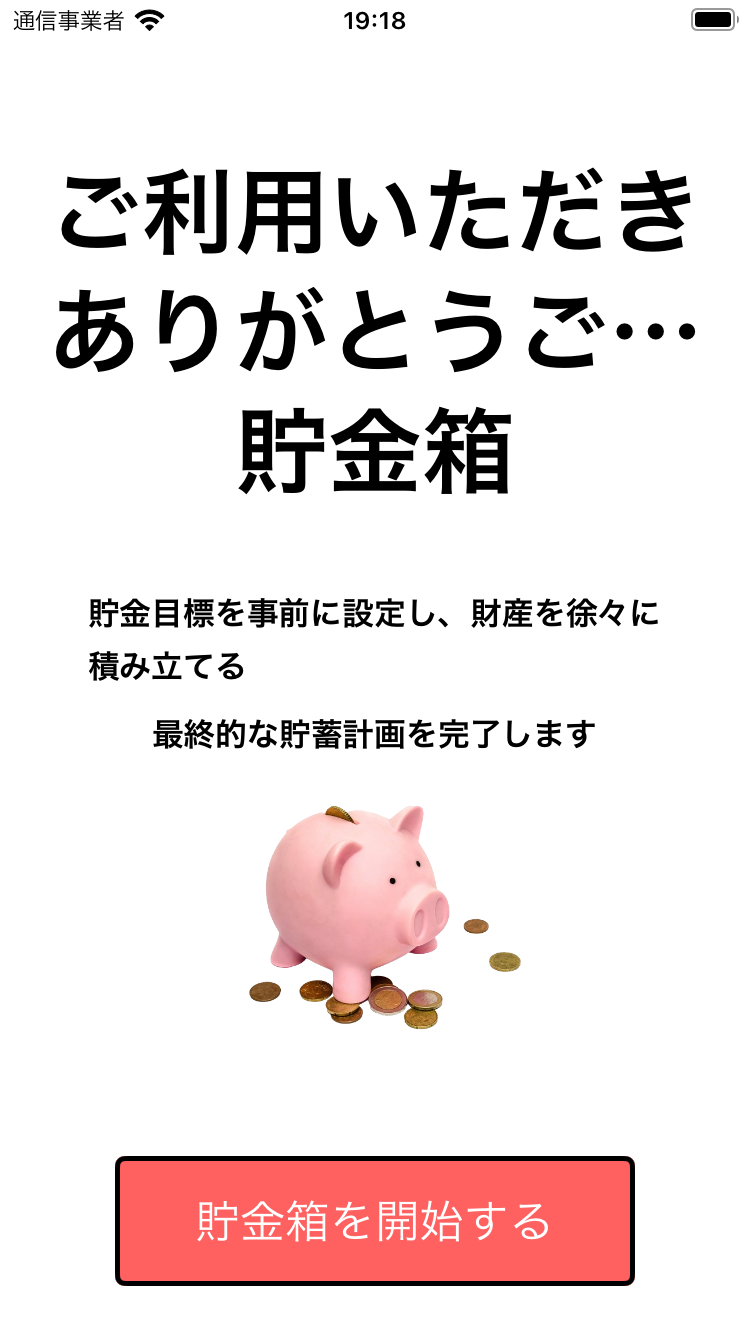 通信事業者 19:18
ご利用いただき
ありがとうご…
貯金箱
貯金目標を事前に設定し、財産を徐々に
積み立てる
最終的な貯蓄計画を完了します
貯金箱を開始する